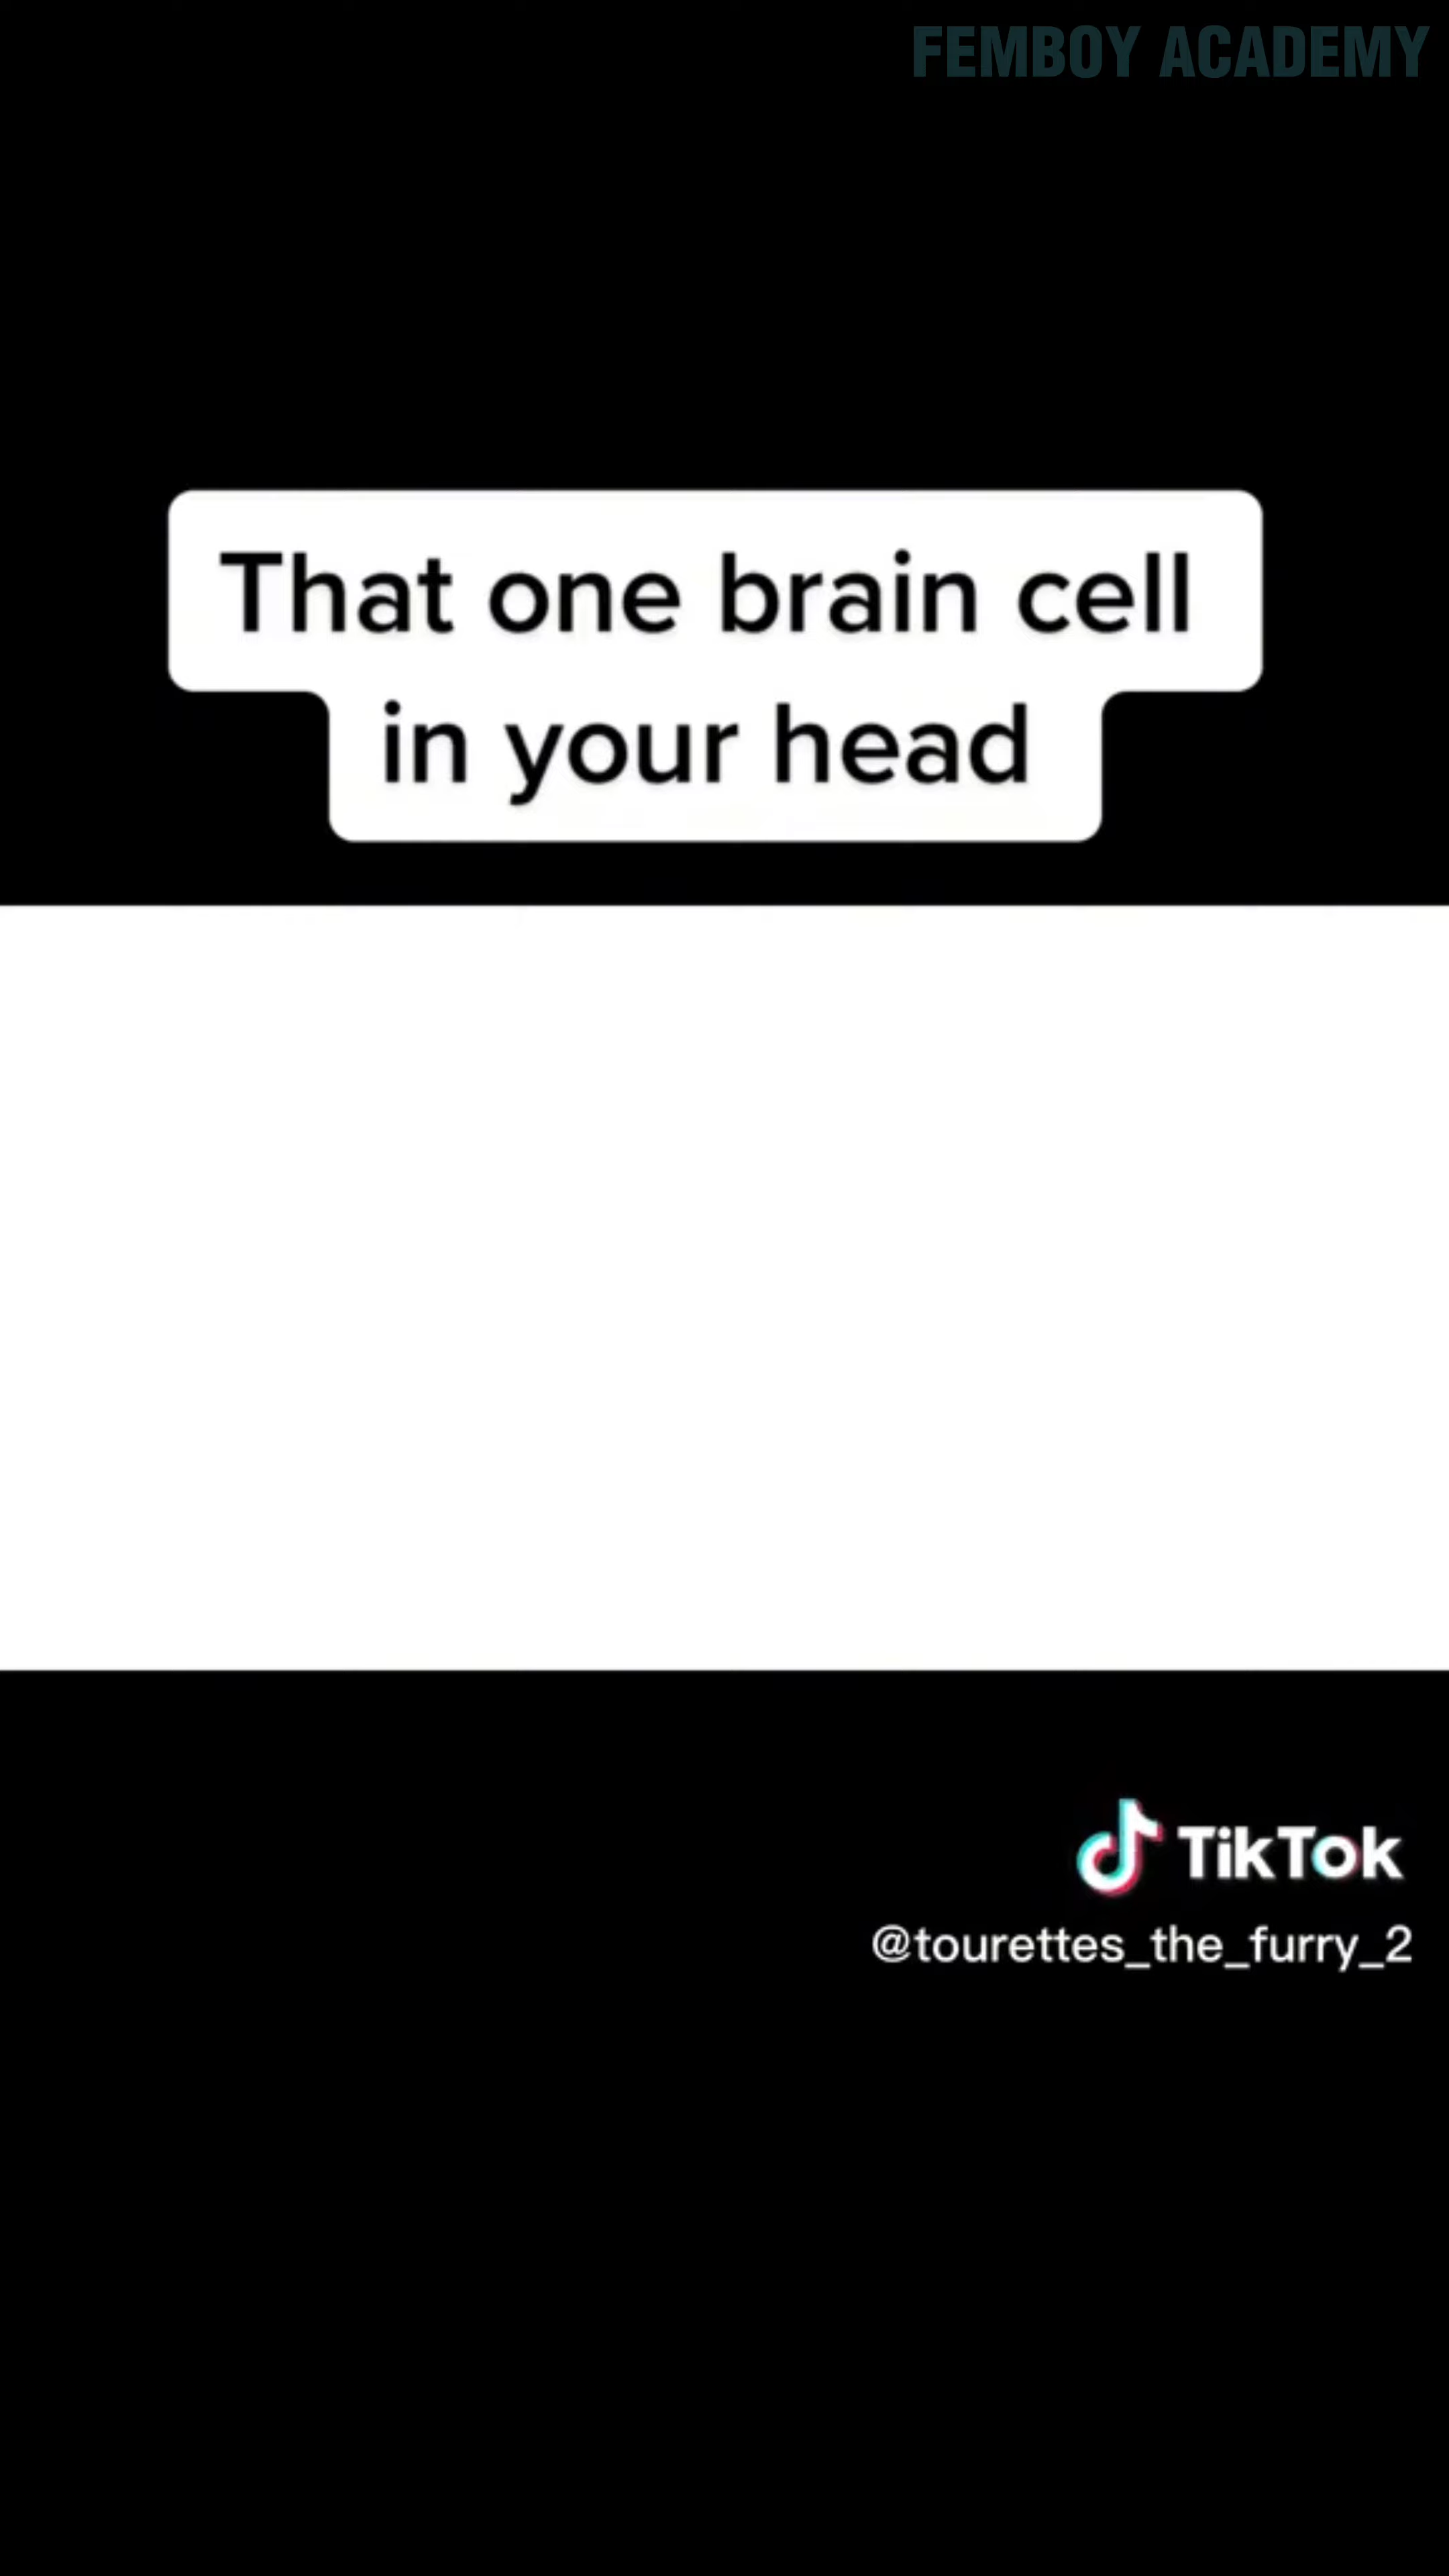 FEMBOY ACADEMY
That one brain cell
in your head
TikTok
@tourettes_the_furry_2